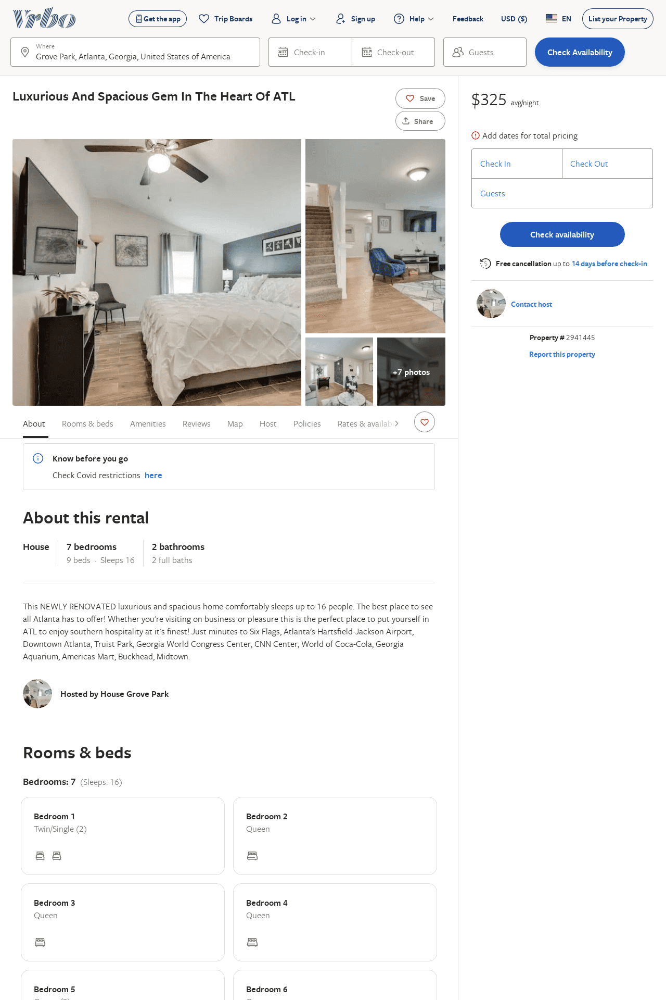 Vrbo
Get the app
Trip Boards
Log in
Sign up
Help
Feedback
USD ($)
EN
List your Property
Where
Grove Park, Atlanta, Georgia, United States of America
Check-in
Check-out
Guests
Check Availability
Luxurious And Spacious Gem In The Heart Of ATL
Save
Share
+7 photos
$325 avg/night
Add dates for total pricing
Check In
Check Out
Guests
Check availability
Free cancellation up to 14 days before check-in
Contact host
Property # 2941445
Report this property
About
Rooms & beds
Amenities
Reviews
Map
Host
Policies
Rates & availabi
Know before you go
Check Covid restrictions here
About this rental
House
7 bedrooms
9 beds · Sleeps 16
2 bathrooms
2 full baths
This NEWLY RENOVATED luxurious and spacious home comfortably sleeps up to 16 people. The best place to see
all Atlanta has to offer! Whether you're visiting on business or pleasure this is the perfect place to put yourself in
ATL to enjoy southern hospitality at it's finest! Just minutes to Six Flags, Atlanta's Hartsfield-Jackson Airport,
Downtown Atlanta, Truist Park, Georgia World Congress Center, CNN Center, World of Coca-Cola, Georgia
Aquarium, Americas Mart, Buckhead, Midtown.
Hosted by House Grove Park
Rooms & beds
Bedrooms: 7 (Sleeps: 16)
Bedroom 1
Twin/Single (2)
Bedroom 2
Queen
Bedroom 3
Queen
Bedroom 4
Queen
Bedroom 5
Bedroom 6